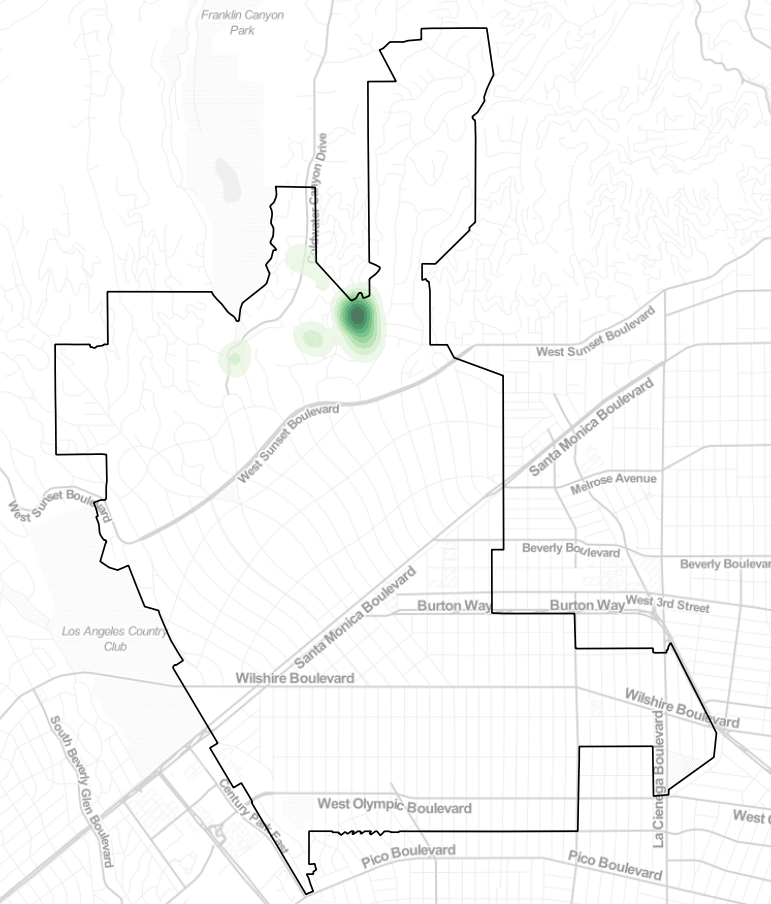 Franklin Canyon
Park
Coldwater Canyon Drive
West Sunset Boulevard
Santa Monica Boulevard
West Sunset Boulevard
Melrose Avenue
West Sunset Boulevard
Beverly Boulevard
Beverly Boulevar
Burton Way
Burton Way
West 3rd Street
Los Angeles Country
Club
Santa Monica Boulevard
Wilshire Boulevard
Wilshire Boulevard
South Beverly Glen Boulevard
La Cienega Boulevard
Century Park East
West Olympic Boulevard
West O
Pico Boulevard
Pico Boulevard